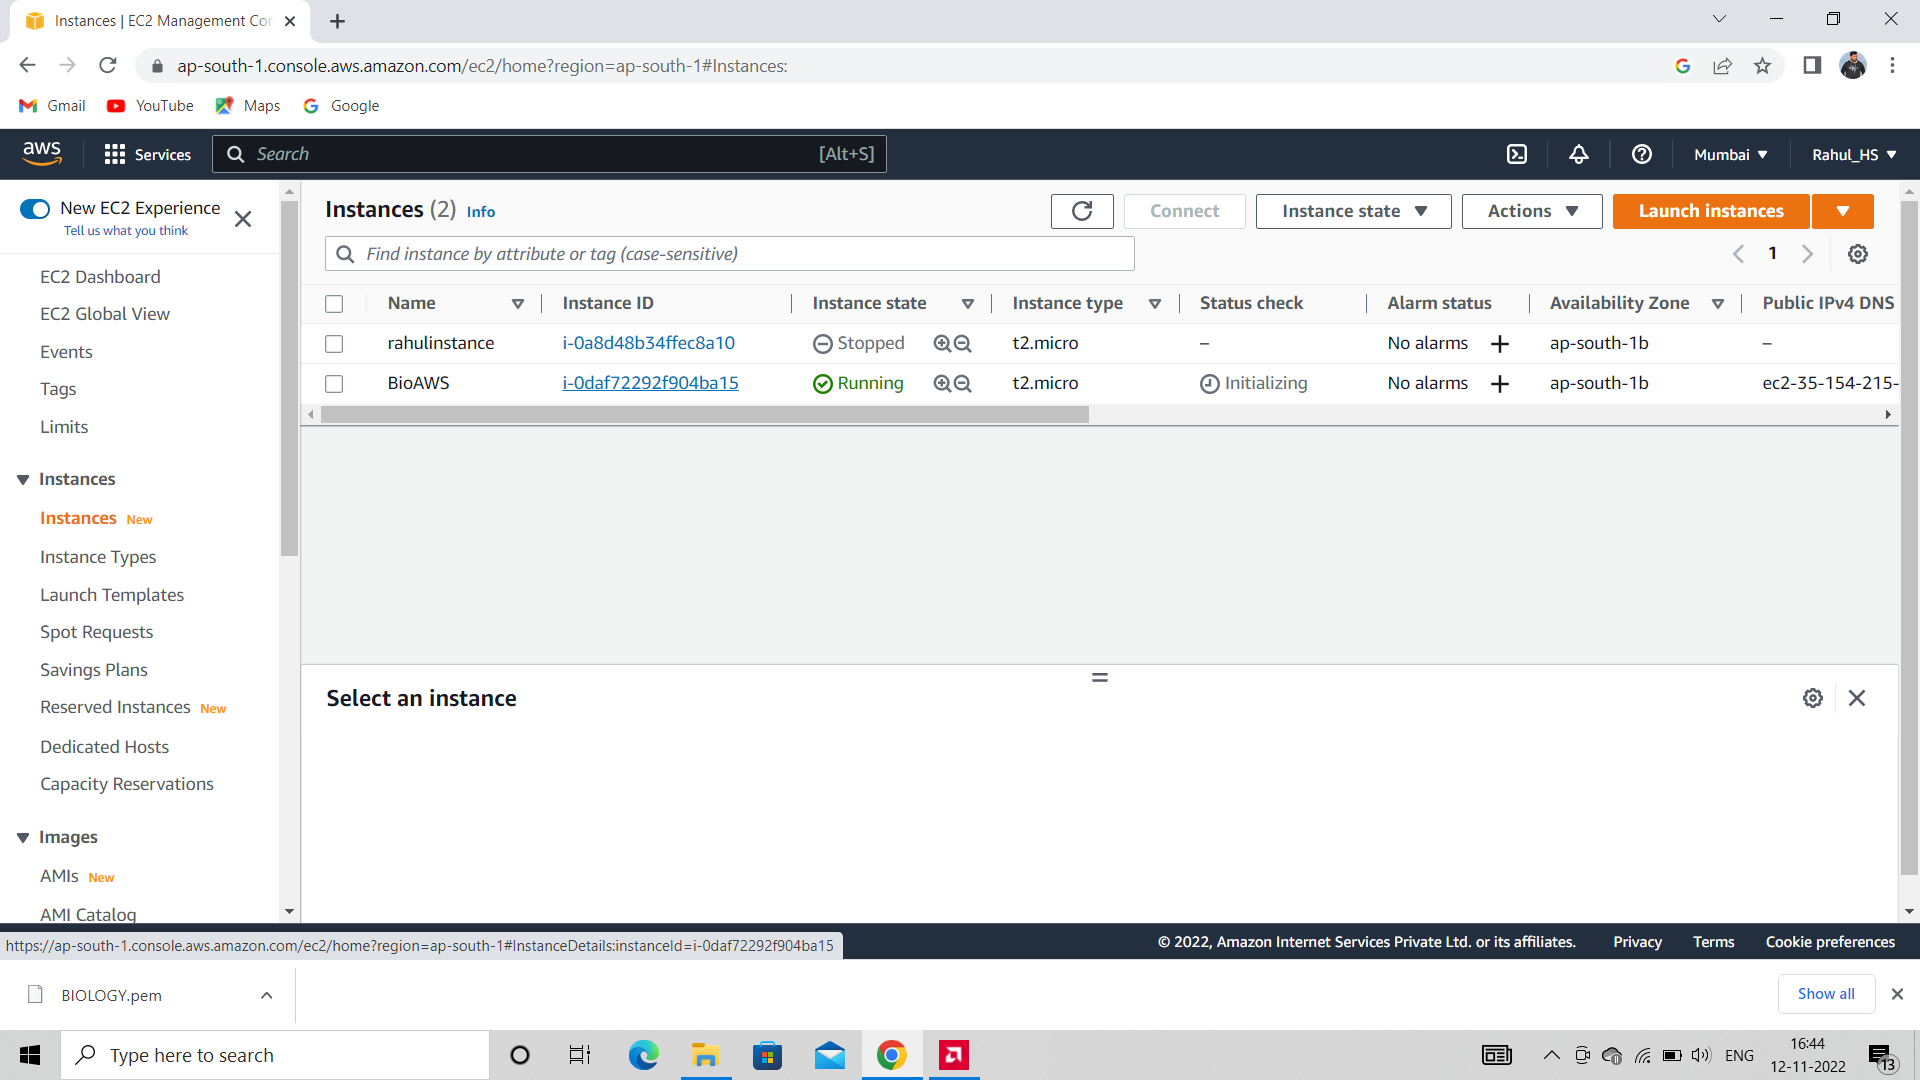 Instances | EC2 Management Con
ap-south-1.console.aws.amazon.com/ec2/home?region=ap-south-1#Instances:
Gmail YouTube Maps Google
aws Services Search [Alt+S] Mumbai Rahul_HS
New EC2 Experience
Tell us what you think
EC2 Dashboard
EC2 Global View
Events
Tags
Limits
Instances
Instances New
Instance Types
Launch Templates
Spot Requests
Savings Plans
Reserved Instances New
Dedicated Hosts
Capacity Reservations
Images
AMIs New
AMI Catalog
Instances (2) Info
Connect Instance state Actions Launch instances
Find instance by attribute or tag (case-sensitive) 1
Name Instance ID Instance state Instance type Status check Alarm status Availability Zone Public IPv4 DNS
rahulinstance i-0a8d48b34ffec8a10 Stopped t2.micro – No alarms ap-south-1b –
BioAWS i-0daf72292f904ba15 Running t2.micro Initializing No alarms ap-south-1b ec2-35-154-215-
Select an instance
https://ap-south-1.console.aws.amazon.com/ec2/home?region=ap-south-1#InstanceDetails:instanceId=i-0daf72292f904ba15
© 2022, Amazon Internet Services Private Ltd. or its affiliates. Privacy Terms Cookie preferences
BIOLOGY.pem Show all
Type here to search ENG
16:44
12-11-2022
13